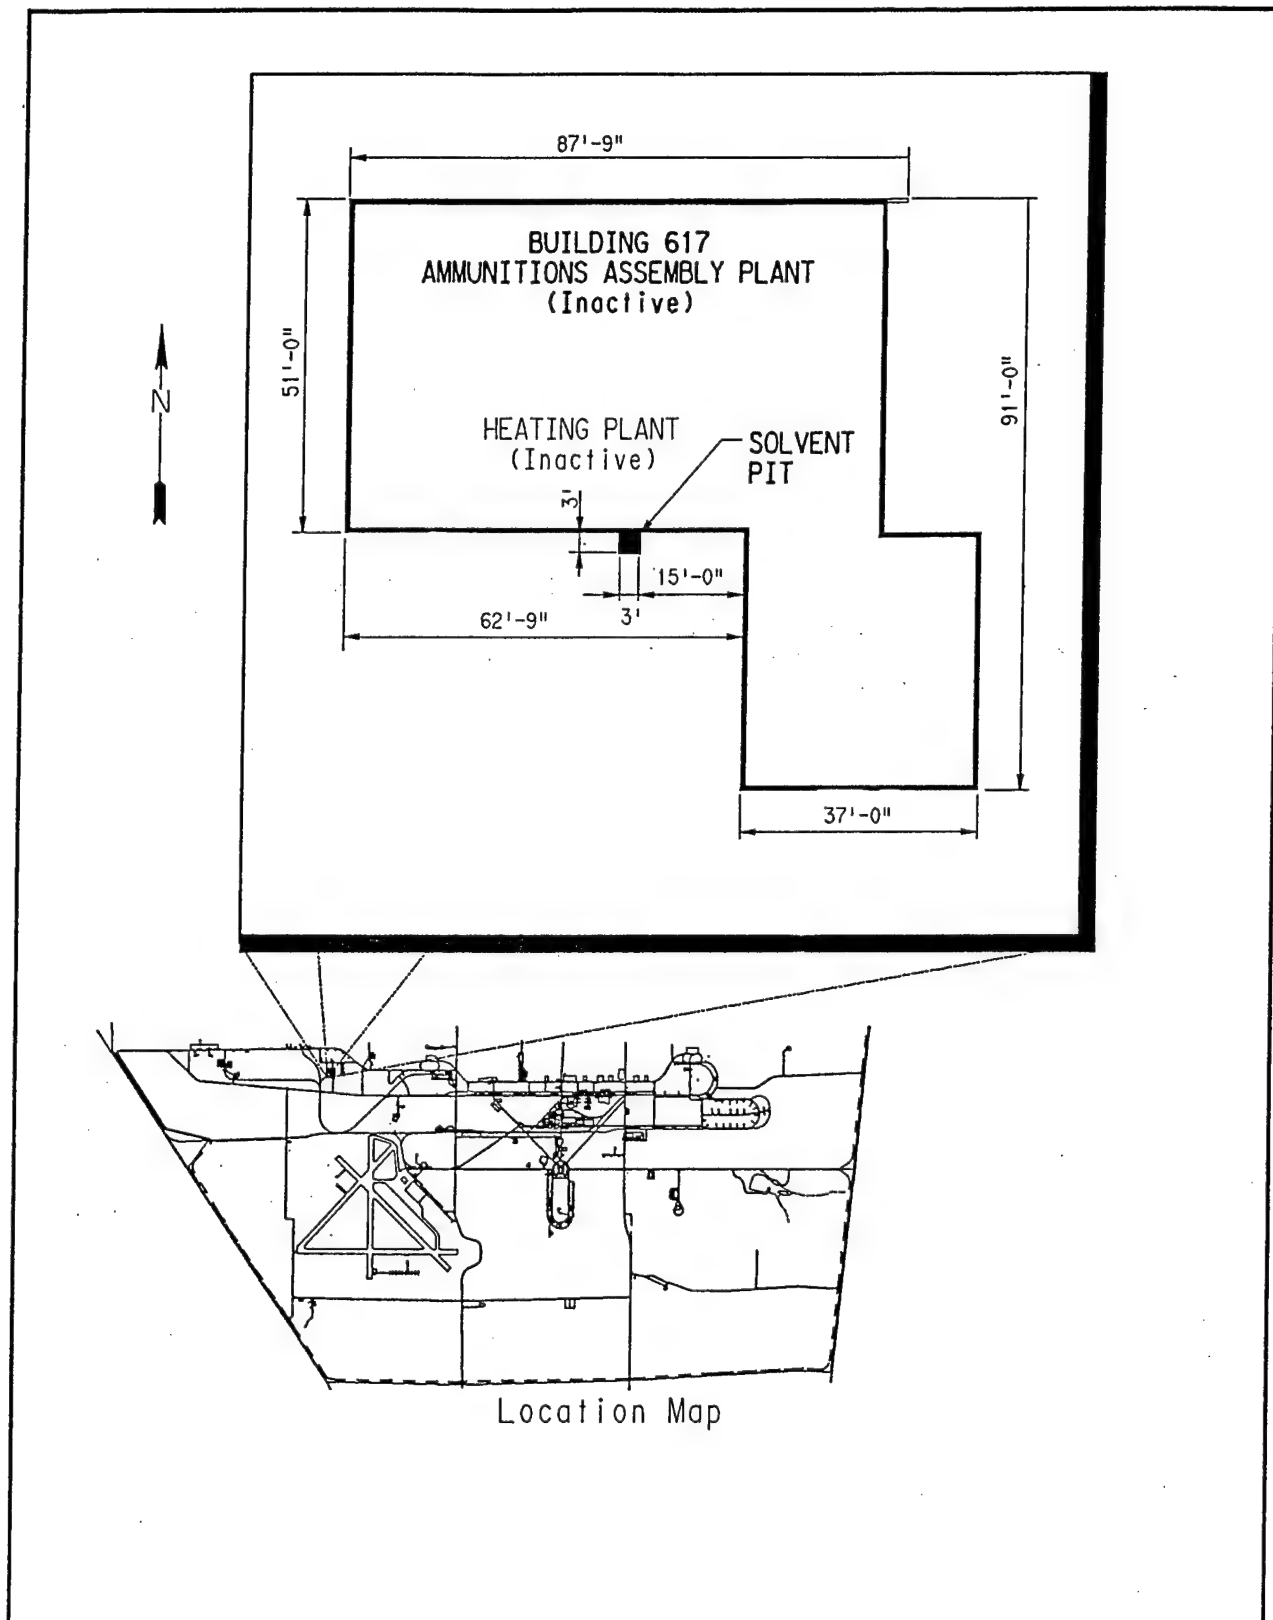 87'-9"
BUILDING 617
AMMUNITIONS ASSEMBLY PLANT
(Inactive)
51'-0"
91'-0"
N
HEATING PLANT
(Inactive)
SOLVENT
PIT
3'
15'-0"
3'
62'-9"
37'-0"
Location Map